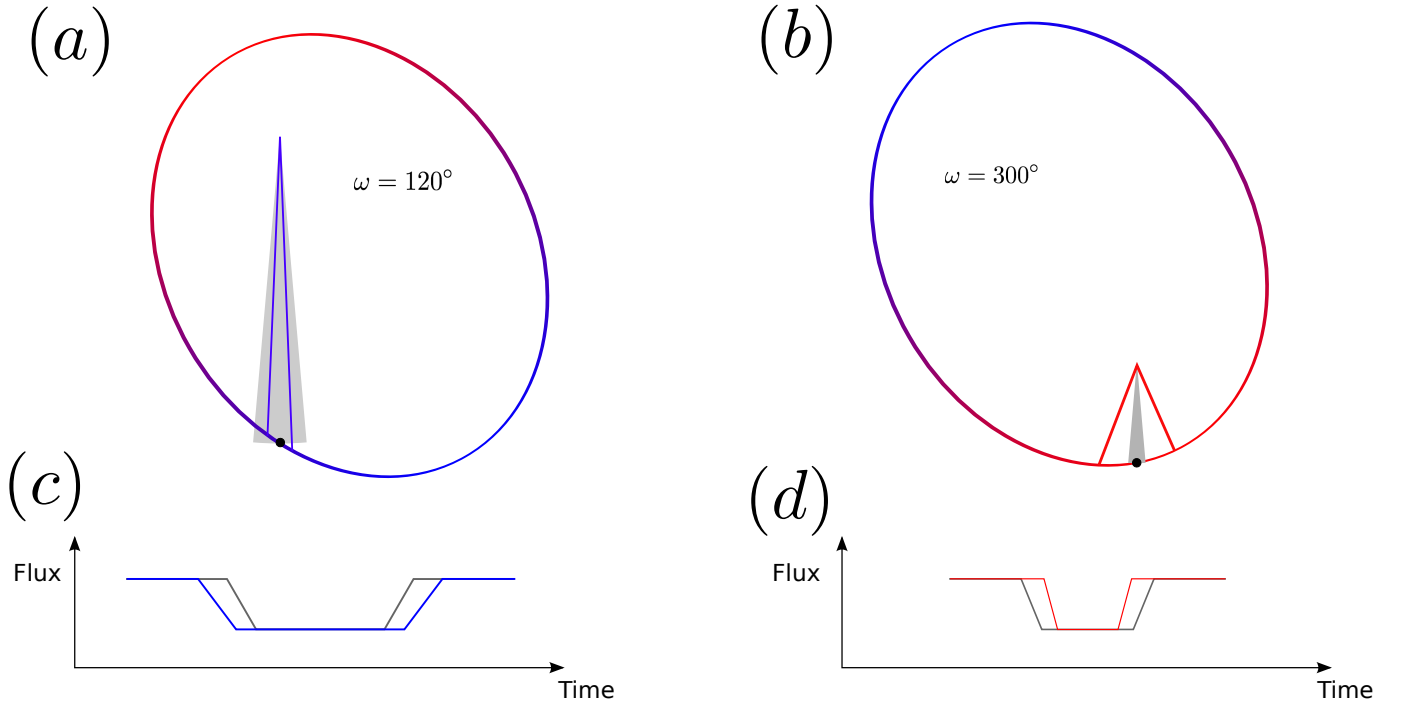 (a)
(b)
ω = 120°
ω = 300°
(c)
(d)
Flux
Flux
Time
Time